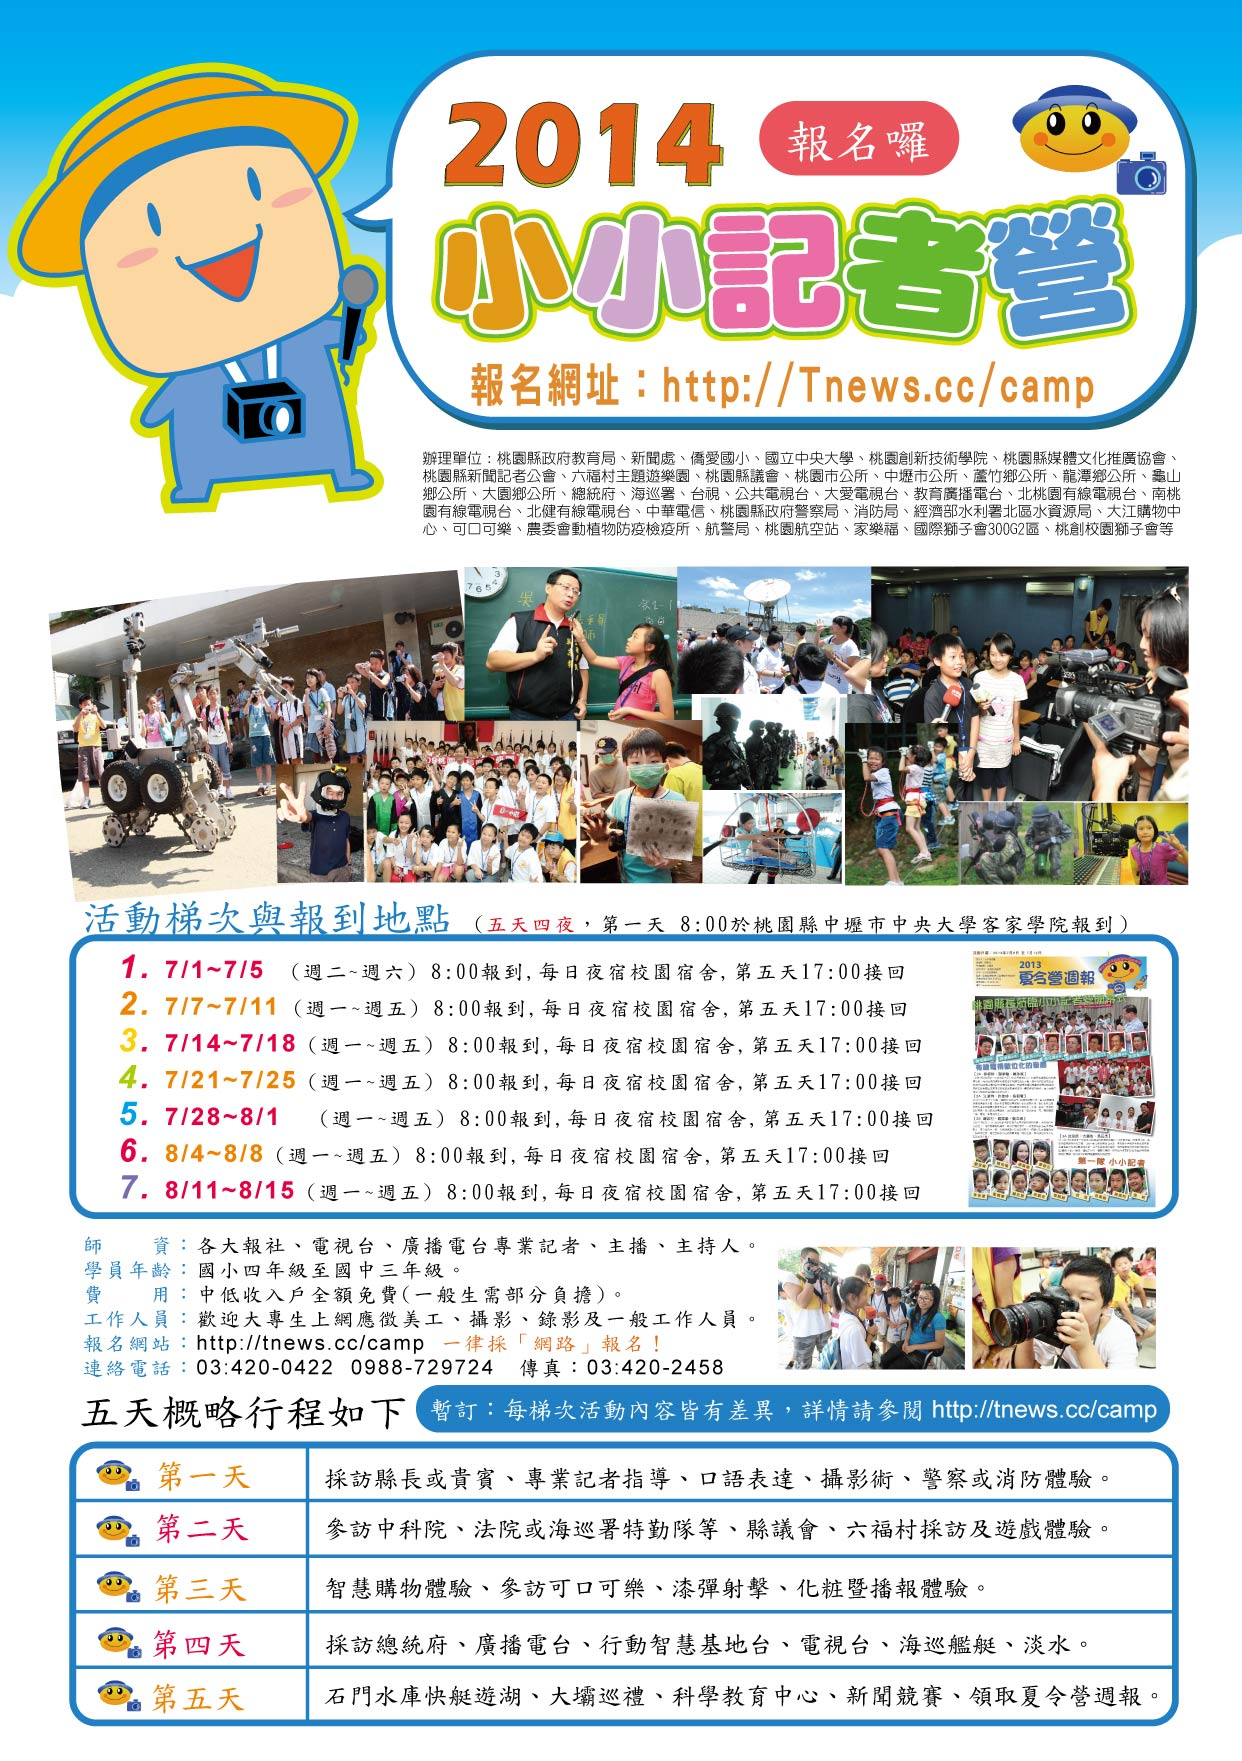 2014
報名囉
小小記者營
報名網址：http://Tnews.cc/camp
辦理單位：桃園縣政府教育局、新聞處、僑愛國小、國立中央大學、桃園創新技術學院、桃園縣媒體文化推廣協會、
桃園縣新聞記者公會、六福村主題遊樂園、桃園縣議會、桃園市公所、中壢市公所、蘆竹鄉公所、龍潭鄉公所、龜山
鄉公所、大園鄉公所、總統府、海巡署、台視、公共電視台、大愛電視台、教育廣播電台、北桃園有線電視台、南桃
園有線電視台、北健有線電視台、中華電信、桃園縣政府警察局、消防局、經濟部水利署北區水資源局、大江購物中
心、可口可樂、農委會動植物防疫檢疫所、航警局、桃園航空站、家樂福、國際獅子會300G2區、桃創校園獅子會等
活動梯次與報到地點 （五天四夜，第一天 8:00於桃園縣中壢市中央大學客家學院報到）
1. 7/1~7/5 （週二~週六）8:00報到,每日夜宿校園宿舍,第五天17:00接回
2. 7/7~7/11（週一~週五）8:00報到,每日夜宿校園宿舍,第五天17:00接回
3. 7/14~7/18（週一~週五）8:00報到,每日夜宿校園宿舍,第五天17:00接回
4. 7/21~7/25（週一~週五）8:00報到,每日夜宿校園宿舍,第五天17:00接回
5. 7/28~8/1 （週一~週五）8:00報到,每日夜宿校園宿舍,第五天17:00接回
6. 8/4~8/8（週一~週五）8:00報到,每日夜宿校園宿舍,第五天17:00接回
7. 8/11~8/15（週一~週五）8:00報到,每日夜宿校園宿舍,第五天17:00接回
2013
夏令營週報
第一隊 小小記者
師資：各大報社、電視台、廣播電台專業記者、主播、主持人。
學員年齡：國小四年級至國中三年級。
費用：中低收入戶全額免費(一般生需部分負擔)。
工作人員：歡迎大專生上網應徵美工、攝影、錄影及一般工作人員。
報名網站：http://tnews.cc/camp 一律採「網路」報名！
連絡電話：03:420-0422 0988-729724 傳真：03:420-2458
五天概略行程如下 暫訂：每梯次活動內容皆有差異，詳情請參閱 http://tnews.cc/camp
第一天 採訪縣長或貴賓、專業記者指導、口語表達、攝影術、警察或消防體驗。
第二天 參訪中科院、法院或海巡署特勤隊等、縣議會、六福村採訪及遊戲體驗。
第三天 智慧購物體驗、參訪可口可樂、漆彈射擊、化粧暨播報體驗。
第四天 採訪總統府、廣播電台、行動智慧基地台、電視台、海巡艦艇、淡水。
第五天 石門水庫快艇遊湖、大壩巡禮、科學教育中心、新聞競賽、領取夏令營週報。